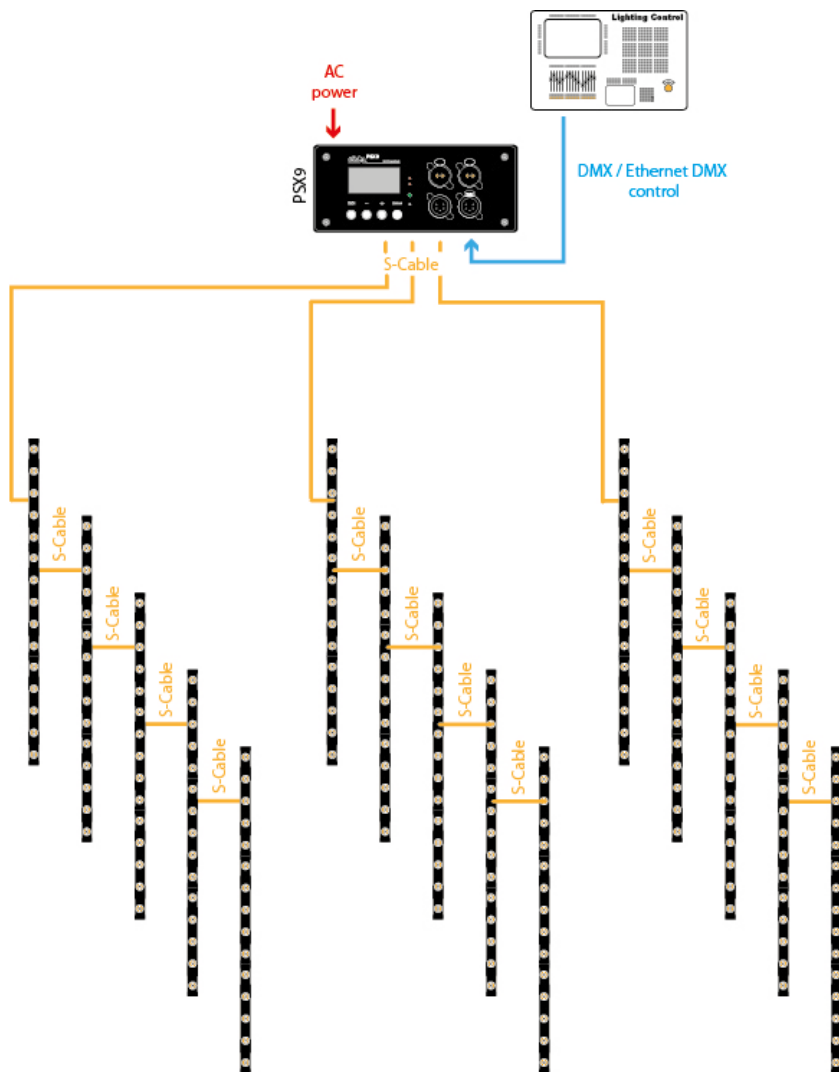 Lighting Control
AC
power
PSX9
PSX9
DMX / Ethernet DMX
control
S-Cable
S-Cable
S-Cable
S-Cable
S-Cable
S-Cable
S-Cable
S-Cable
S-Cable
S-Cable
S-Cable
S-Cable
S-Cable